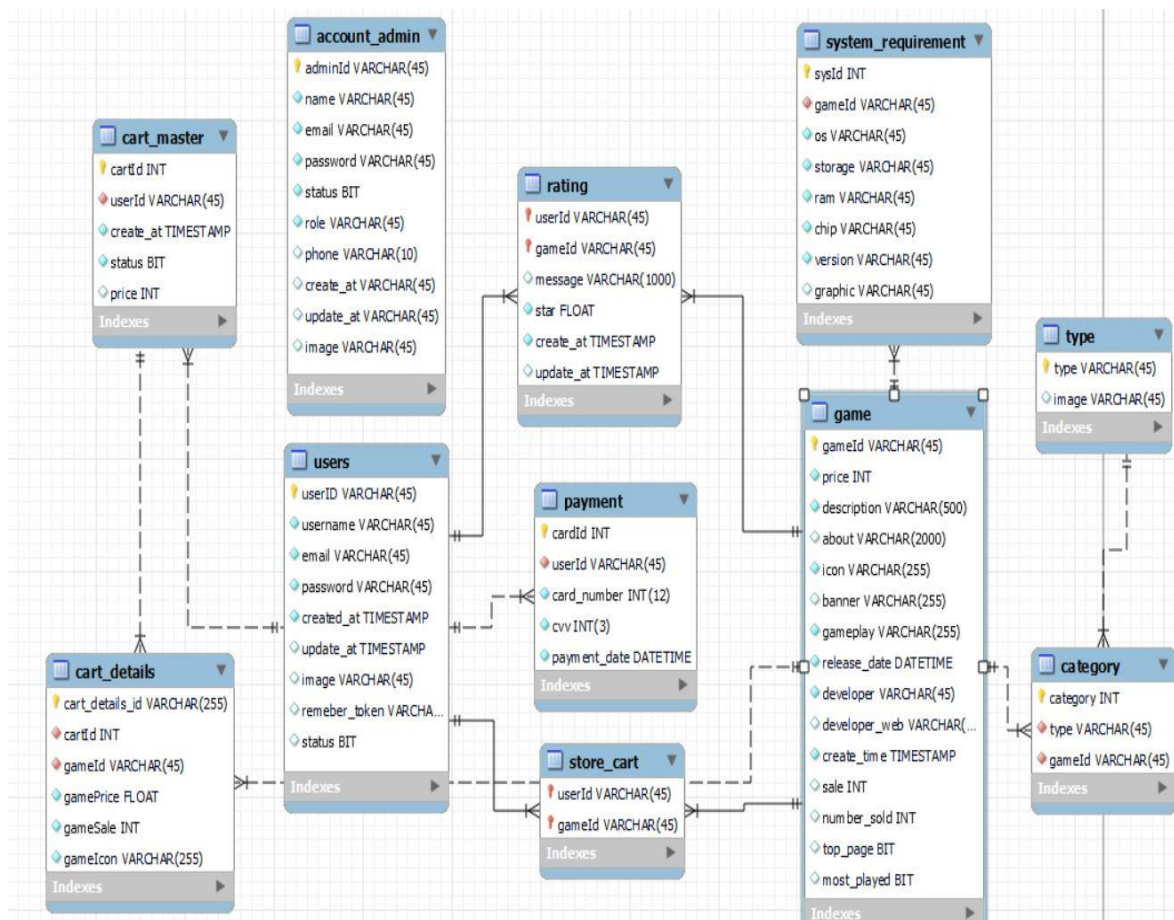 account_admin
adminId VARCHAR(45)
name VARCHAR(45)
email VARCHAR(45)
password VARCHAR(45)
status BIT
role VARCHAR(45)
phone VARCHAR(10)
create_at VARCHAR(45)
update_at VARCHAR(45)
image VARCHAR(45)
Indexes
system_requirement
sysId INT
gameId VARCHAR(45)
os VARCHAR(45)
storage VARCHAR(45)
ram VARCHAR(45)
chip VARCHAR(45)
version VARCHAR(45)
graphic VARCHAR(45)
Indexes
cart_master
cartId INT
userId VARCHAR(45)
create_at TIMESTAMP
status BIT
price INT
Indexes
rating
userId VARCHAR(45)
gameId VARCHAR(45)
message VARCHAR(1000)
star FLOAT
create_at TIMESTAMP
update_at TIMESTAMP
Indexes
type
type VARCHAR(45)
image VARCHAR(45)
Indexes
game
gameId VARCHAR(45)
price INT
description VARCHAR(500)
about VARCHAR(2000)
icon VARCHAR(255)
banner VARCHAR(255)
gameplay VARCHAR(255)
release_date DATETIME
developer VARCHAR(45)
developer_web VARCHAR(...
create_time TIMESTAMP
sale INT
number_sold INT
top_page BIT
most_played BIT
Indexes
users
userID VARCHAR(45)
username VARCHAR(45)
email VARCHAR(45)
password VARCHAR(45)
created_at TIMESTAMP
update_at TIMESTAMP
image VARCHAR(45)
remeber_token VARCHA...
status BIT
Indexes
payment
cardId INT
userId VARCHAR(45)
card_number INT(12)
cvv INT(3)
payment_date DATETIME
Indexes
cart_details
cart_details_id VARCHAR(255)
cartId INT
gameId VARCHAR(45)
gamePrice FLOAT
gameSale INT
gameIcon VARCHAR(255)
Indexes
category
category INT
type VARCHAR(45)
gameId VARCHAR(45)
Indexes
store_cart
userId VARCHAR(45)
gameId VARCHAR(45)
Indexes